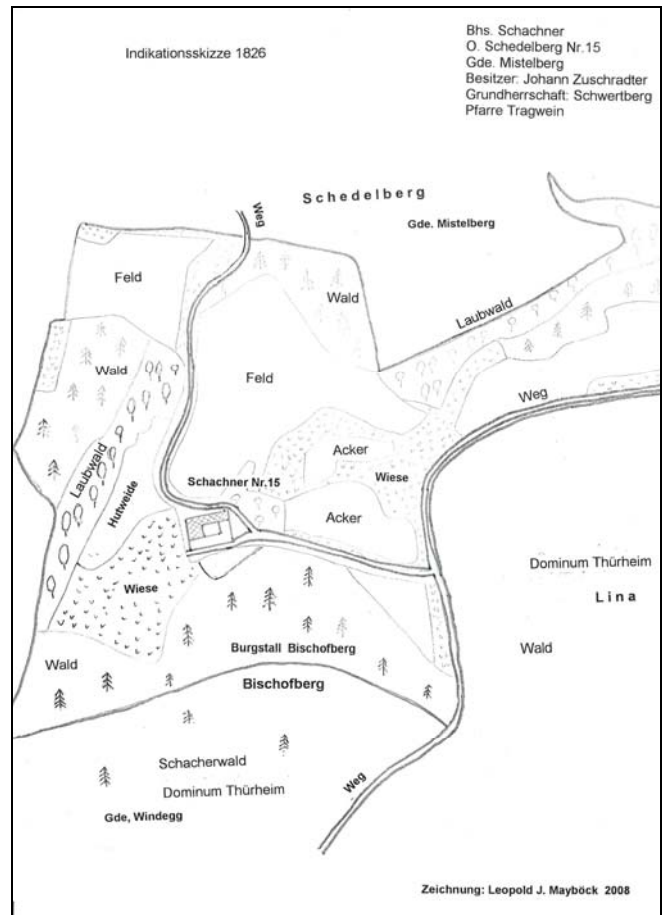 Indikationsskizze 1826
Bhs. Schachner
O. Schedelberg Nr.15
Gde. Mistelberg
Besitzer: Johann Zuschradter
Grundherrschaft: Schwertberg
Pfarre Tragwein
Schedelberg
Weg
Gde. Mistelberg
Feld
Wald
Laubwald
Wald
Feld
Weg
Acker
Laubwald
Wiese
Schachner Nr.15
Hutweide
Acker
Dominum Thürheim
Wiese
Lina
Burgstall Bischofberg
Wald
Wald
Bischofberg
Schacherwald
Weg
Dominum Thürheim
Gde, Windegg
Zeichnung: Leopold J. Mayböck 2008